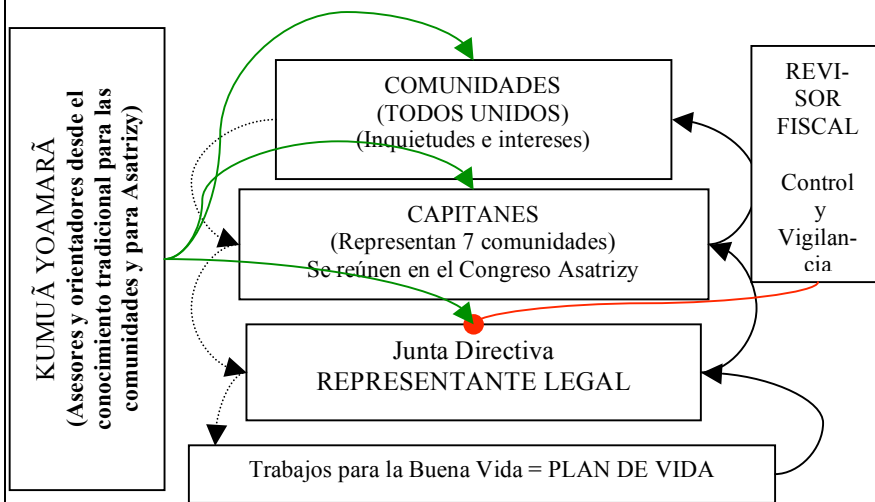 KUMUÃ YOAMARÃ
(Asesores y orientadores desde el
conocimiento tradicional para las
comunidades y para Asatrizy)
COMUNIDADES
(TODOS UNIDOS)
(Inquietudes e intereses)
CAPITANES
(Representan 7 comunidades)
Se reúnen en el Congreso Asatrizy
Junta Directiva
REPRESENTANTE LEGAL
Trabajos para la Buena Vida = PLAN DE VIDA
REVI-
SOR
FISCAL
Control
y
Vigilan-
cia